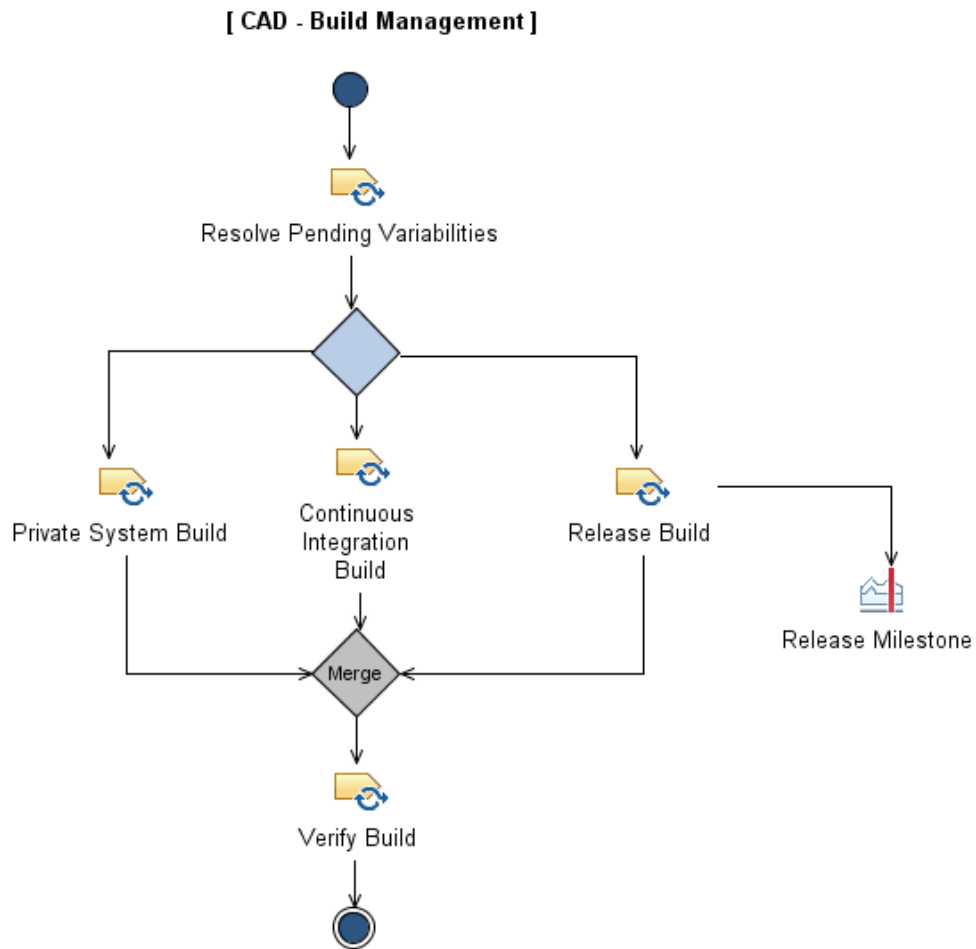 [ CAD - Build Management ]
Resolve Pending Variabilities
Private System Build
Continuous
Integration
Build
Release Build
Release Milestone
Merge
Verify Build